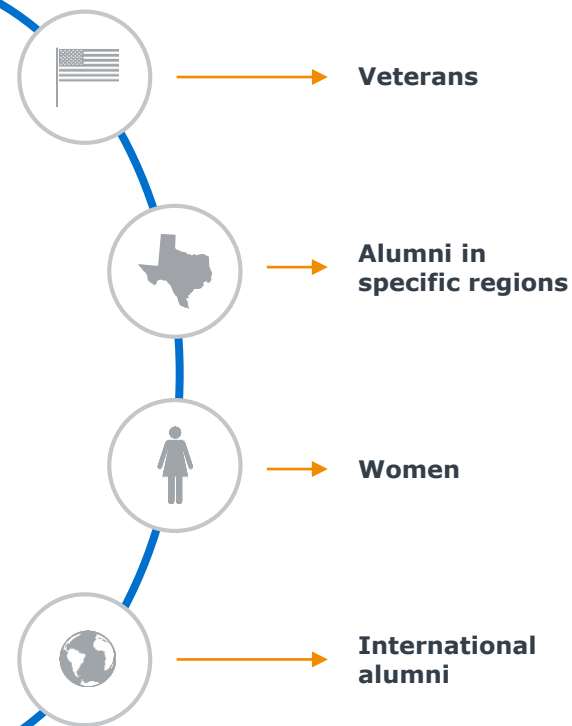 Veterans
Alumni in
specific regions
Women
International
alumni